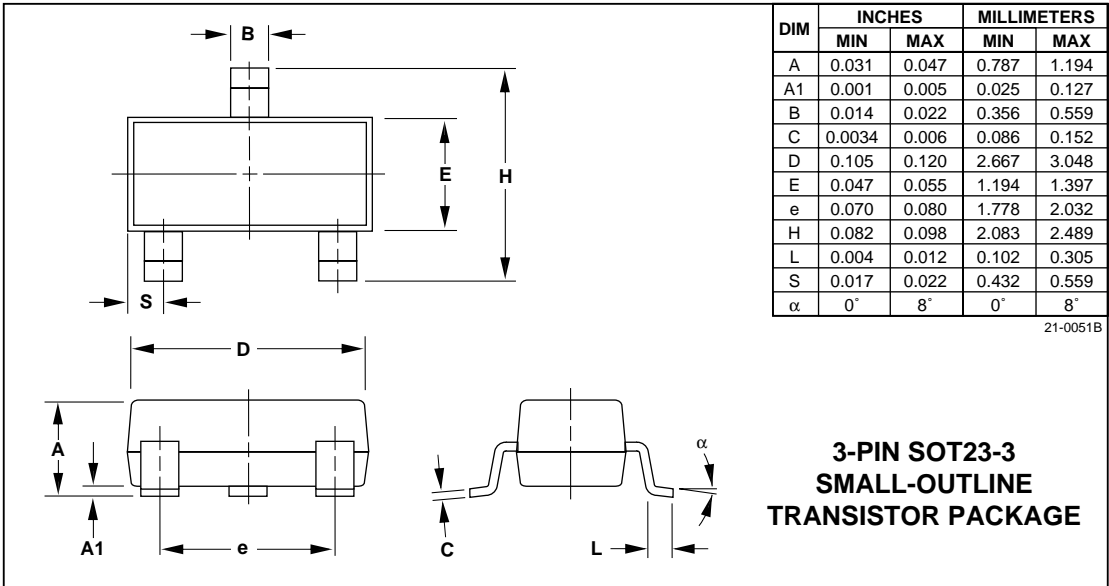 B
E
H
S
D
A
A1
e
C
L
α
DIM INCHES MILLIMETERS
MIN MAX MIN MAX
A 0.031 0.047 0.787 1.194
A1 0.001 0.005 0.025 0.127
B 0.014 0.022 0.356 0.559
C 0.0034 0.006 0.086 0.152
D 0.105 0.120 2.667 3.048
E 0.047 0.055 1.194 1.397
e 0.070 0.080 1.778 2.032
H 0.082 0.098 2.083 2.489
L 0.004 0.012 0.102 0.305
S 0.017 0.022 0.432 0.559
α 0° 8° 0° 8°
21-0051B
3-PIN SOT23-3
SMALL-OUTLINE
TRANSISTOR PACKAGE